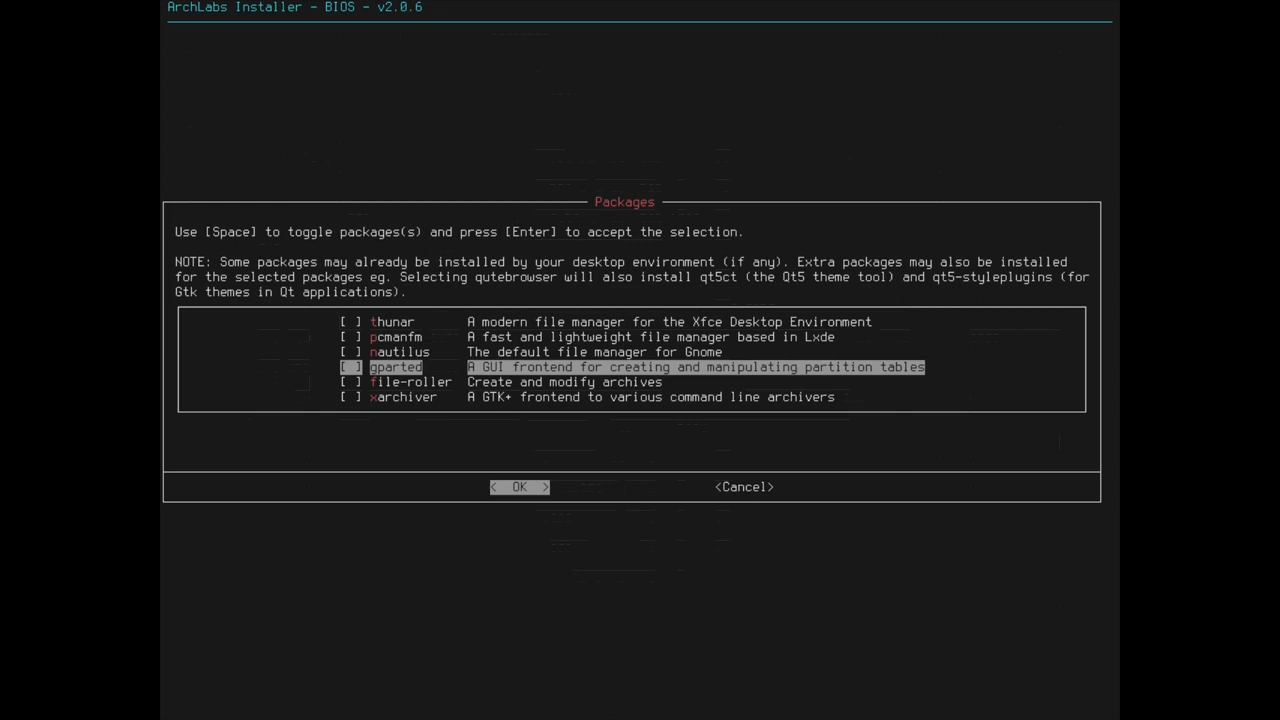 ArchLabs Installer - BIOS - v2.0.6
Packages
Use [Space] to toggle packages(s) and press [Enter] to accept the selection.
NOTE: Some packages may already be installed by your desktop environment (if any). Extra packages may also be installed
for the selected packages eg. Selecting qutebrowser will also install qt5ct (the Qt5 theme tool) and qt5-styleplugins (for
Gtk themes in Qt applications).
[ ] thunar A modern file manager for the Xfce Desktop Environment
[ ] pcmanfm A fast and lightweight file manager based in Lxde
[ ] nautilus The default file manager for Gnome
[ ] gparted A GUI frontend for creating and manipulating partition tables
[ ] file-roller Create and modify archives
[ ] xarchiver A GTK+ frontend to various command line archivers
< OK > <Cancel>